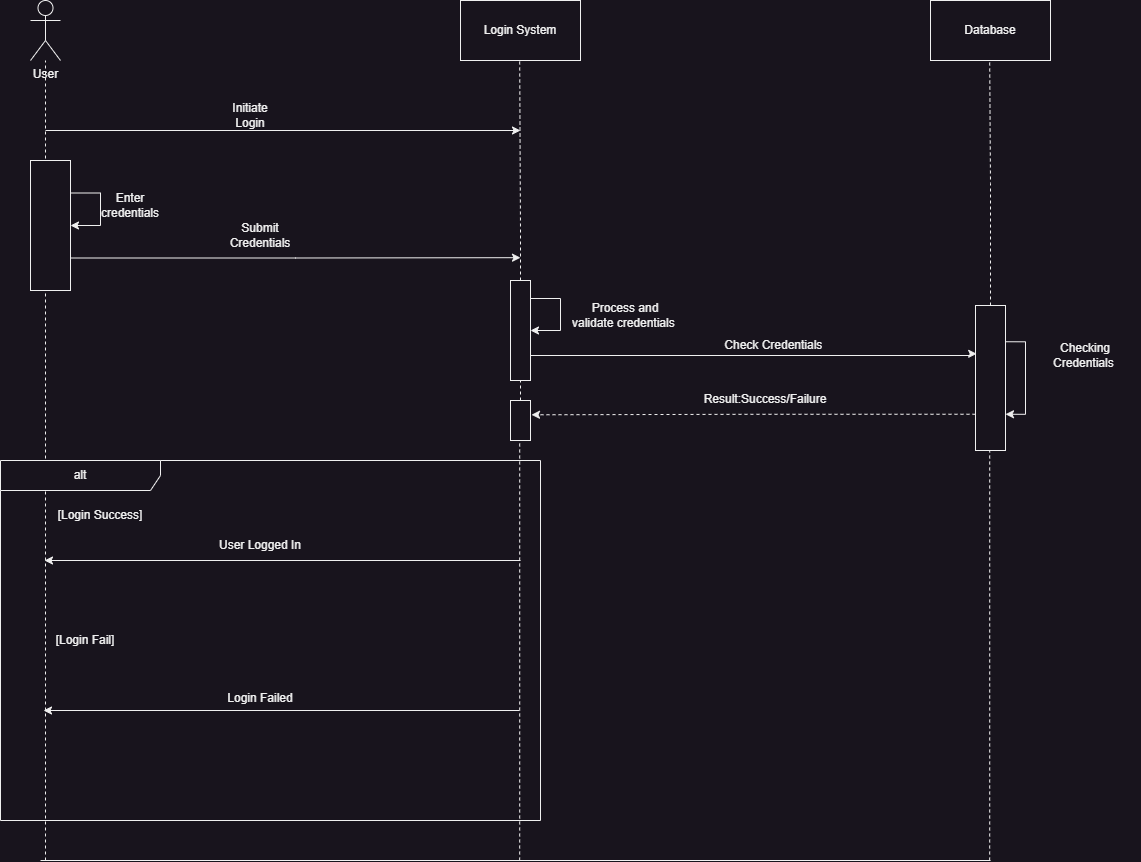 User
Login System
Database
Initiate
Login
Enter
credentials
Submit
Credentials
Process and
validate credentials
Check Credentials
Checking
Credentials
Result:Success/Failure
alt
[Login Success]
User Logged In
[Login Fail]
Login Failed